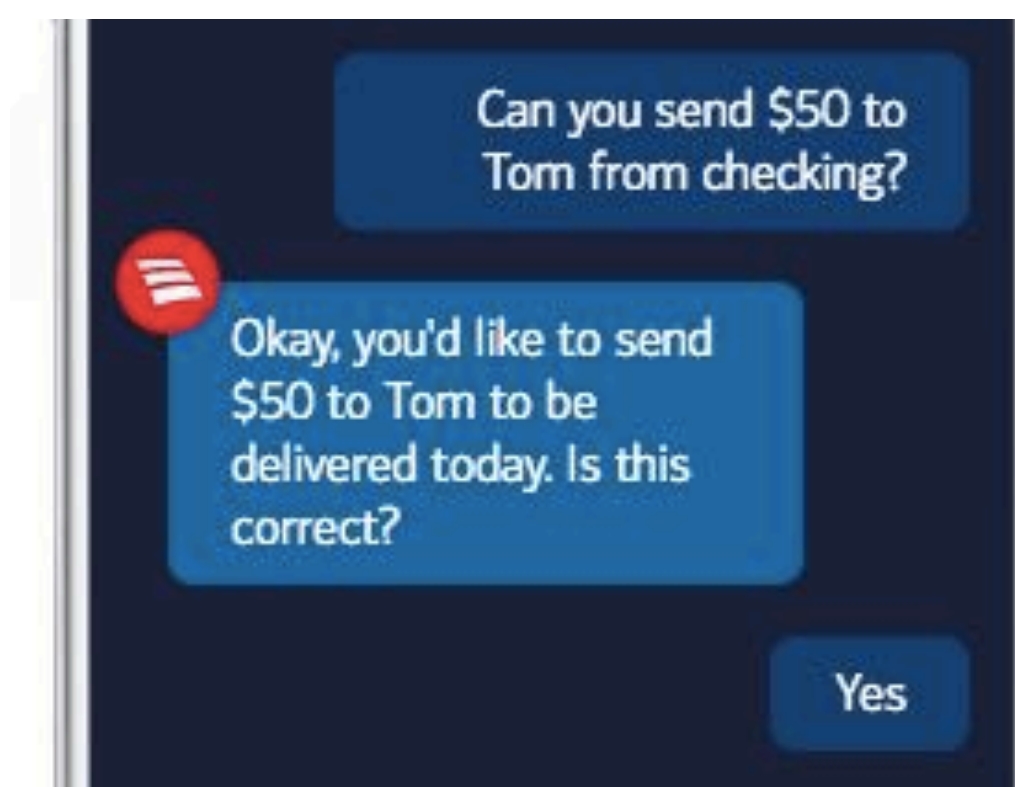 Can you send $50 to
Tom from checking?
Okay, you'd like to send
$50 to Tom to be
delivered today. Is this
correct?
Yes